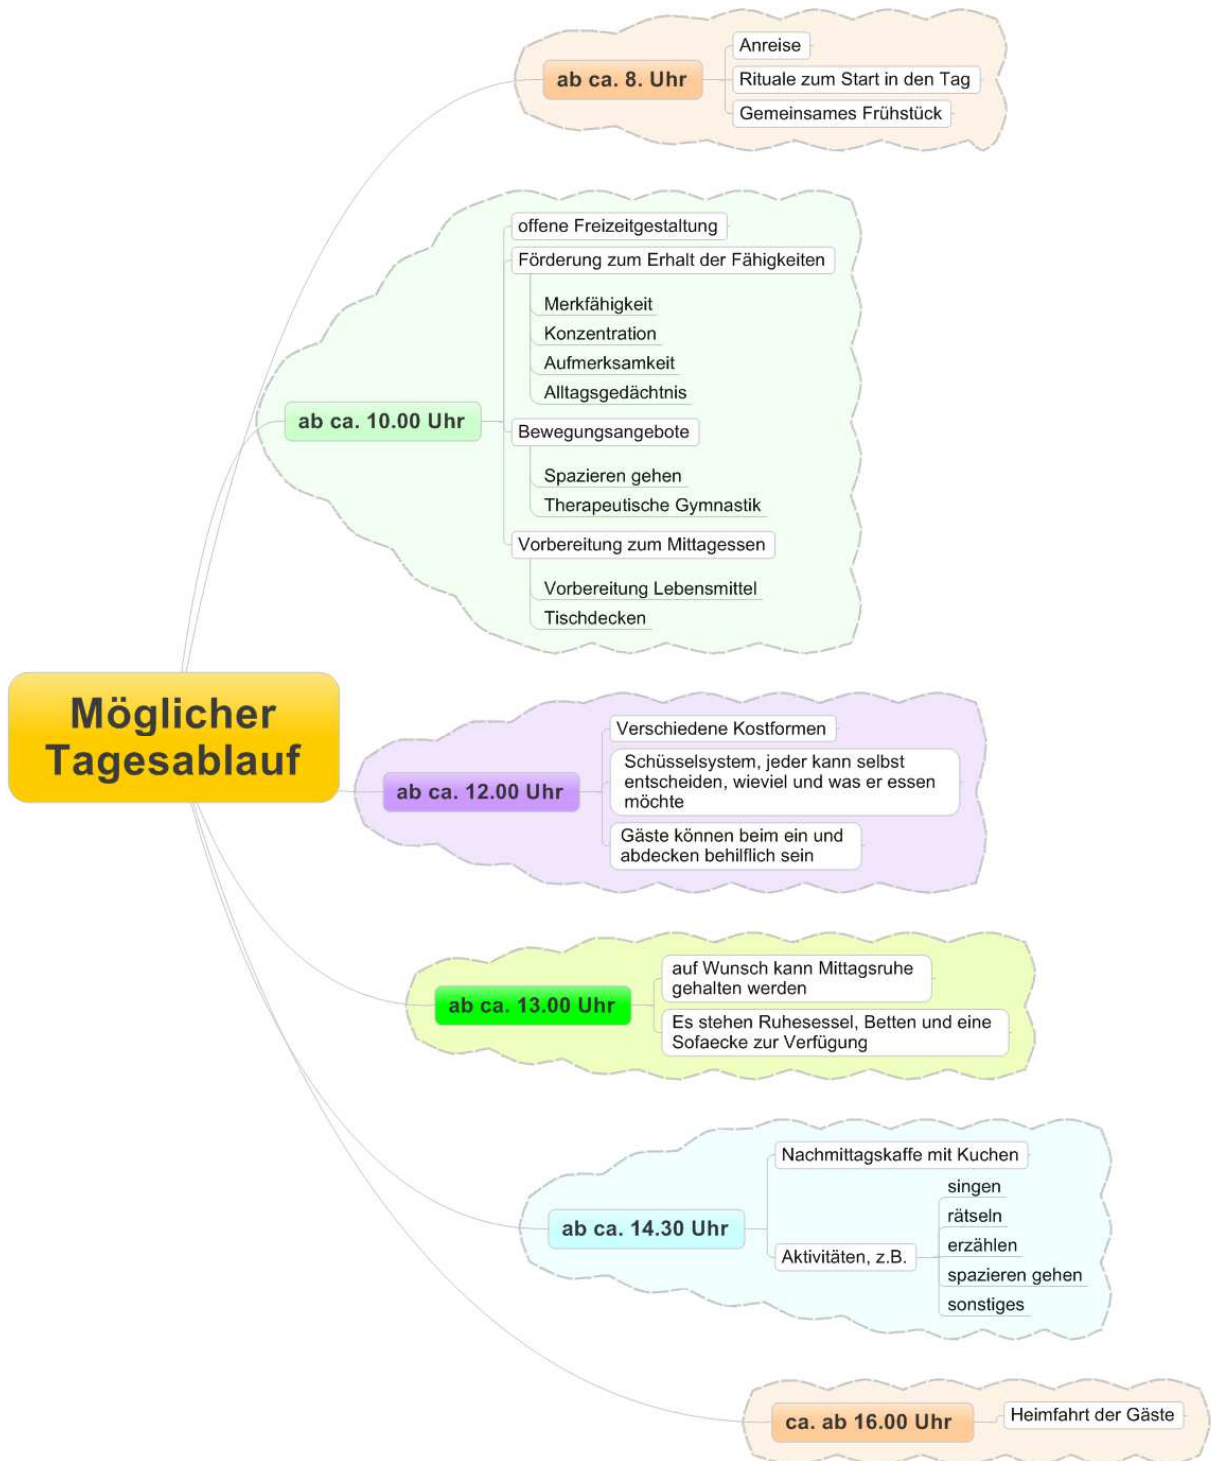 Möglicher
Tagesablauf
ab ca. 8. Uhr
Anreise
Rituale zum Start in den Tag
Gemeinsames Frühstück
ab ca. 10.00 Uhr
offene Freizeitgestaltung
Förderung zum Erhalt der Fähigkeiten
Merkfähigkeit
Konzentration
Aufmerksamkeit
Alltagsgedächtnis
Bewegungsangebote
Spazieren gehen
Therapeutische Gymnastik
Vorbereitung zum Mittagessen
Vorbereitung Lebensmittel
Tischdecken
ab ca. 12.00 Uhr
Verschiedene Kostformen
Schüsselsystem, jeder kann selbst
entscheiden, wieviel und was er essen
möchte
Gäste können beim ein und
abdecken behilflich sein
ab ca. 13.00 Uhr
auf Wunsch kann Mittagsruhe
gehalten werden
Es stehen Ruhesessel, Betten und eine
Sofaecke zur Verfügung
ab ca. 14.30 Uhr
Nachmittagskaffe mit Kuchen
Aktivitäten, z.B.
singen
rätseln
erzählen
spazieren gehen
sonstiges
ca. ab 16.00 Uhr
Heimfahrt der Gäste